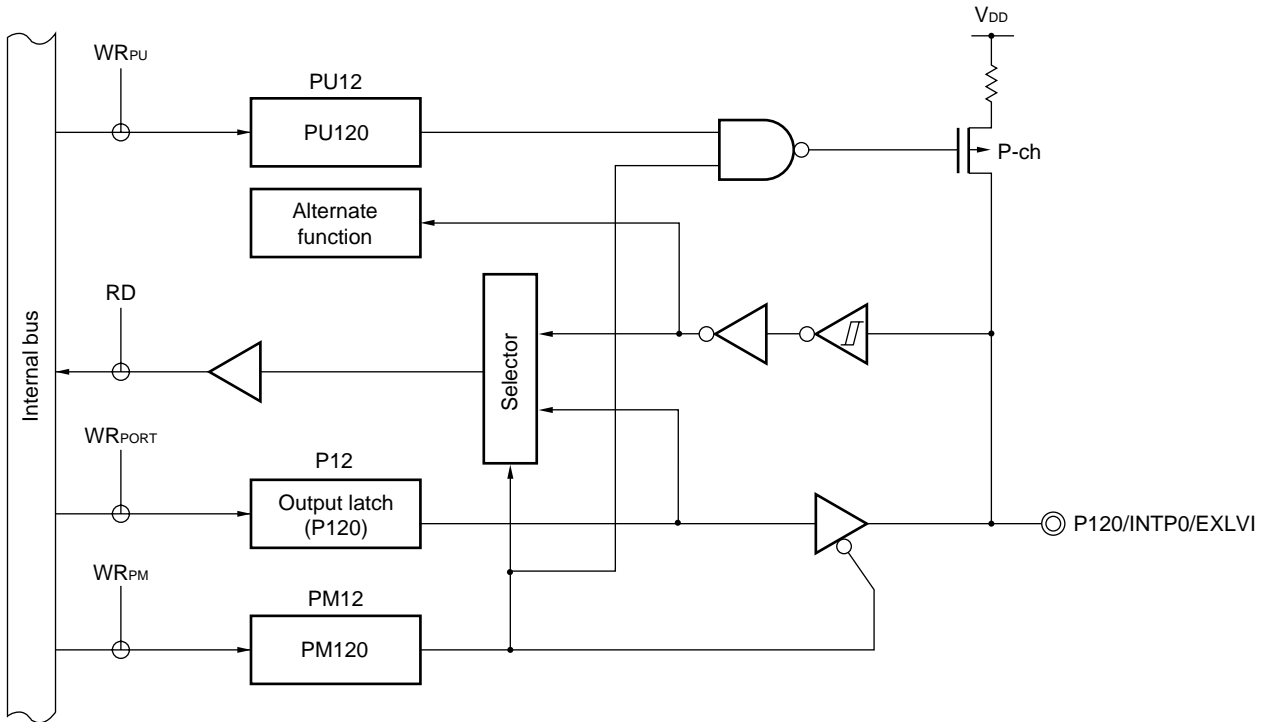 VDD
WRPU
PU12
PU120
P-ch
Alternate
function
RD
Internal bus
Selector
WRPORT
P12
Output latch
(P120)
P120/INTP0/EXLVI
WRPM
PM12
PM120